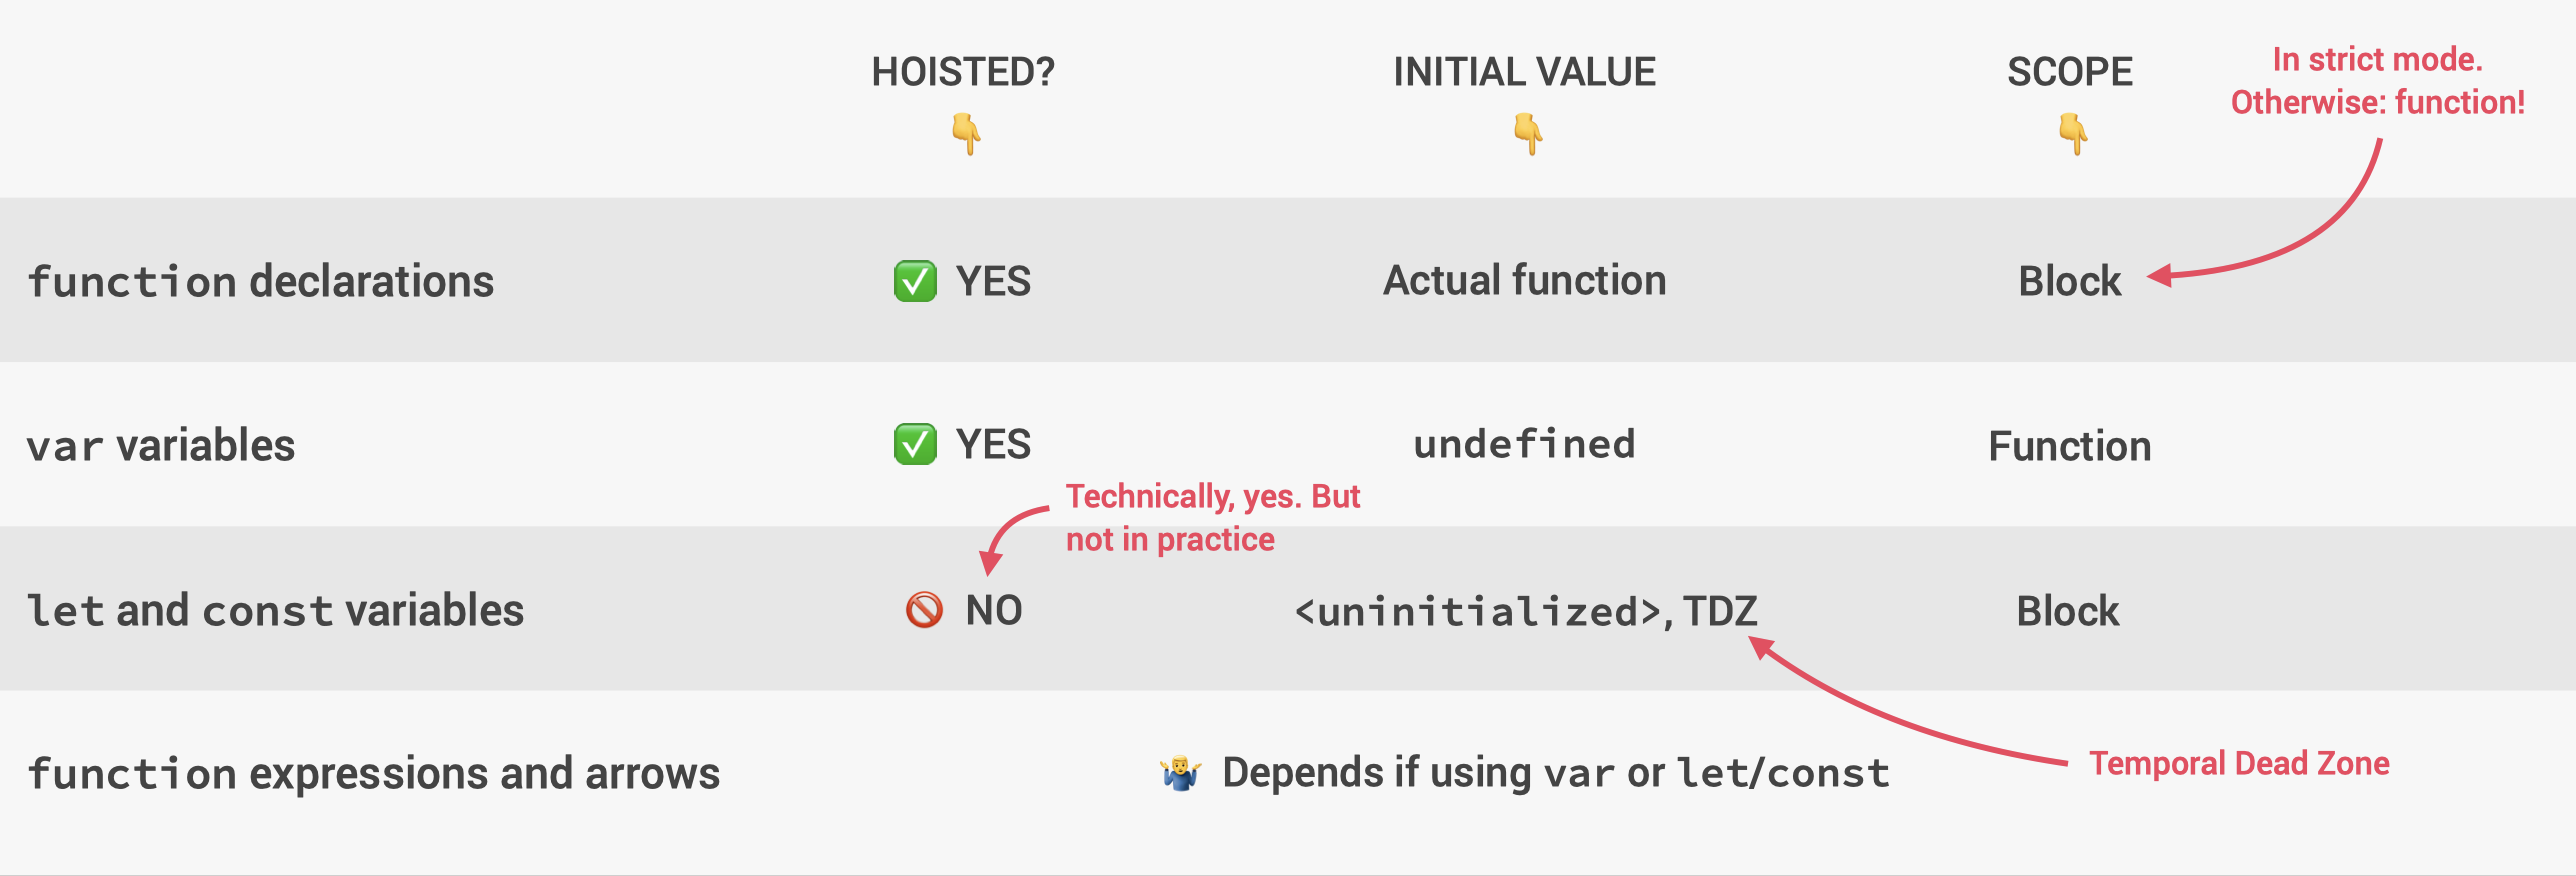 HOISTED?
INITIAL VALUE
SCOPE
In strict mode.
Otherwise: function!
function declarations
YES
Actual function
Block
var variables
YES
undefined
Function
Technically, yes. But
not in practice
let and const variables
NO
<uninitialized>, TDZ
Block
function expressions and arrows
Depends if using var or let/const
Temporal Dead Zone